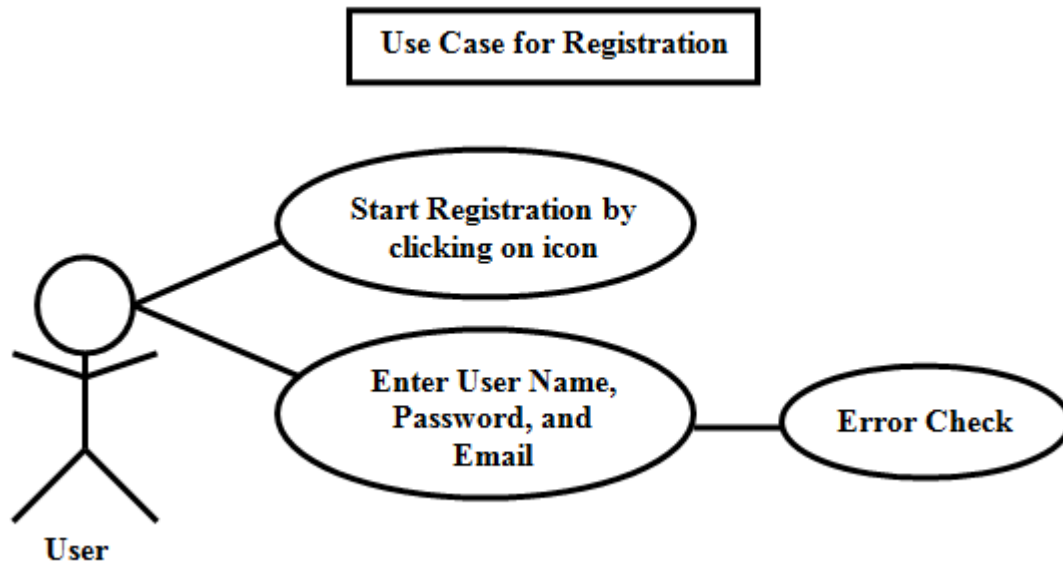 Use Case for Registration
Start Registration by
clicking on icon
Enter User Name,
Password, and
Email
Error Check
User